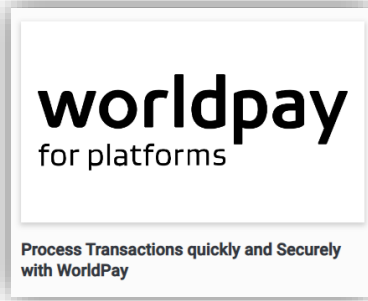 worldpay
for platforms
Process Transactions quickly and Securely
with WorldPay